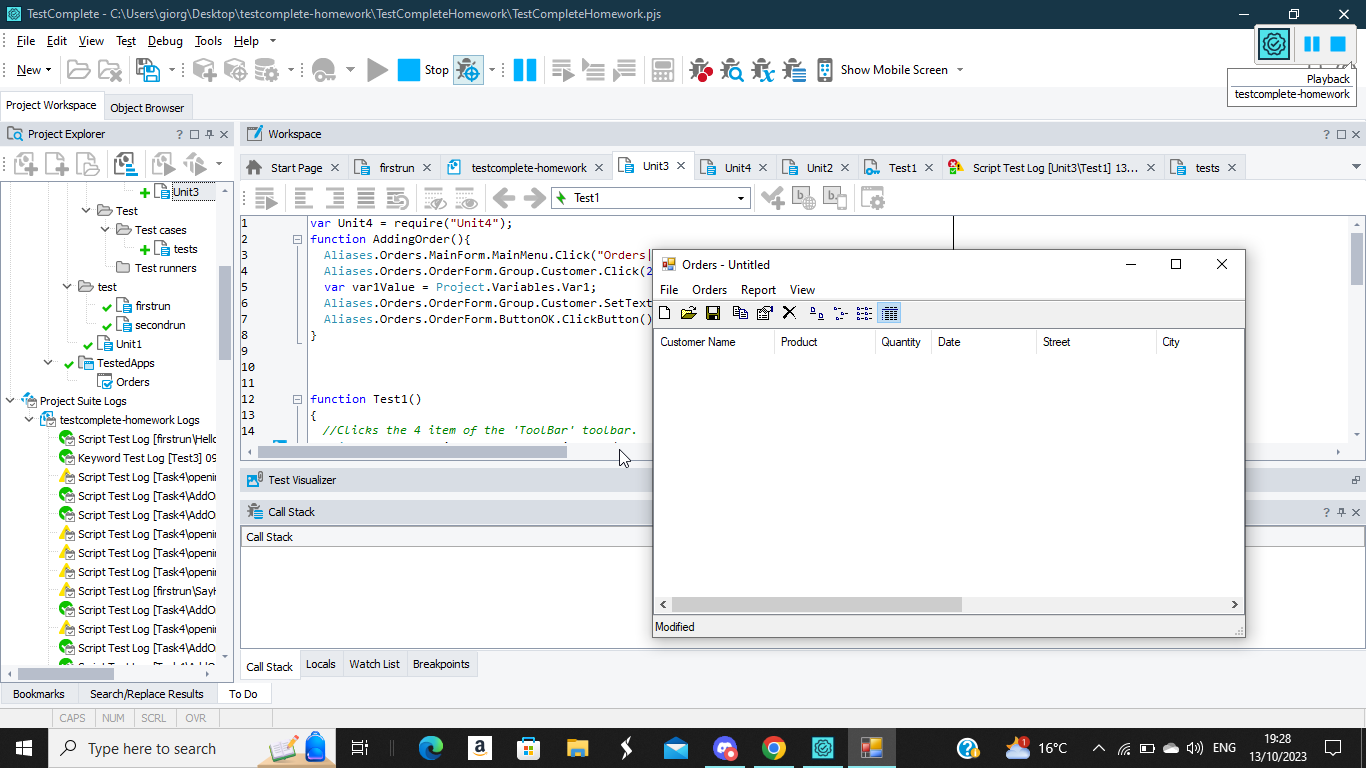 TestComplete - C:\Users\giorg\Desktop\testcomplete-homework\TestCompleteHomework\TestCompleteHomework.pjs
File Edit View Test Debug Tools Help
New Stop Show Mobile Screen
Playback
testcomplete-homework
Project Workspace Object Browser
Project Explorer ?
Workspace ?
Start Page firstrun testcomplete-homework Unit3 Unit4 Unit2 Test1 Script Test Log [Unit3\Test1] 13... tests
Test1
Unit3
Test
Test cases
tests
Test runners
test
firstrun
secondrun
Unit1
TestedApps
Orders
Project Suite Logs
testcomplete-homework Logs
Script Test Log [firstrun\Hello
Keyword Test Log [Test3] 09
Script Test Log [Task4\openi
Script Test Log [Task4\AddO
Script Test Log [Task4\AddO
Script Test Log [Task4\openi
Script Test Log [Task4\openi
Script Test Log [Task4\openi
Script Test Log [firstrun\SayH
Script Test Log [Task4\AddO
Script Test Log [Task4\openi
Script Test Log [Task4\AddO
1 var Unit4 = require("Unit4");
2 function AddingOrder(){
3 Aliases.Orders.MainForm.MainMenu.Click("Orders|
4 Aliases.Orders.OrderForm.Group.Customer.Click(2
5 var var1Value = Project.Variables.Var1;
6 Aliases.Orders.OrderForm.Group.Customer.SetText
7 Aliases.Orders.OrderForm.ButtonOK.ClickButton()
8 }
9
10
11
12 function Test1()
13 {
14 //Clicks the 4 item of the 'ToolBar' toolbar.
Orders - Untitled
File Orders Report View
Customer Name Product Quantity Date Street City
Modified
Test Visualizer
Call Stack ?
Call Stack
Call Stack Locals Watch List Breakpoints
Bookmarks Search/Replace Results To Do
CAPS NUM SCRL OVR
Type here to search
16°C
ENG
19:28
13/10/2023